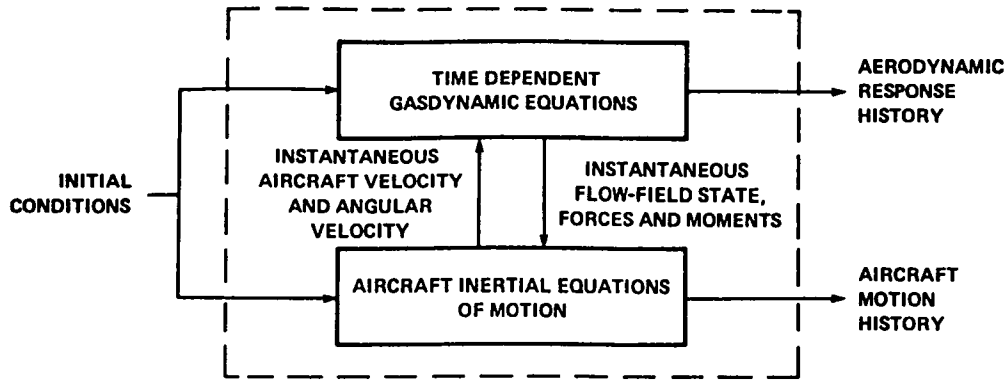 TIME DEPENDENT
GASDYNAMIC EQUATIONS
AERODYNAMIC
RESPONSE
HISTORY
INITIAL
CONDITIONS
INSTANTANEOUS
AIRCRAFT VELOCITY
AND ANGULAR
VELOCITY
INSTANTANEOUS
FLOW-FIELD STATE,
FORCES AND MOMENTS
AIRCRAFT INERTIAL EQUATIONS
OF MOTION
AIRCRAFT
MOTION
HISTORY